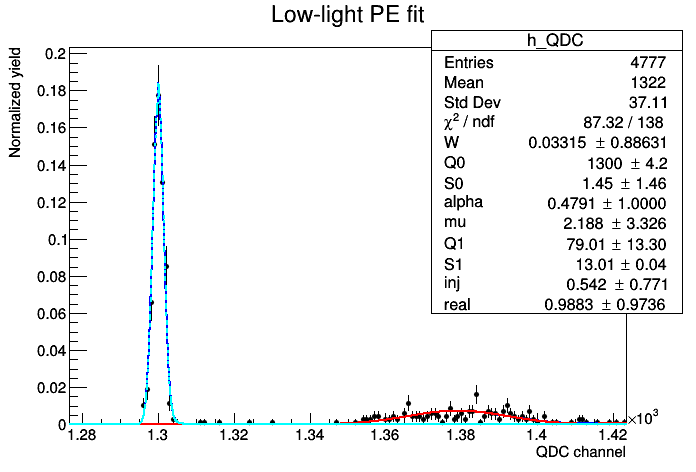 Low-light PE fit
h_QDC
Entries 4777
Mean 1322
Std Dev 37.11
χ² / ndf 87.32 / 138
W 0.03315 ± 0.88631
Q0 1300 ± 4.2
S0 1.45 ± 1.46
alpha 0.4791 ± 1.0000
mu 2.188 ± 3.326
Q1 79.01 ± 13.30
S1 13.01 ± 0.04
inj 0.542 ± 0.771
real 0.9883 ± 0.9736
Normalized yield
0.2
0.18
0.16
0.14
0.12
0.1
0.08
0.06
0.04
0.02
0
1.28 1.3 1.32 1.34 1.36 1.38 1.4 1.42
×10³
QDC channel